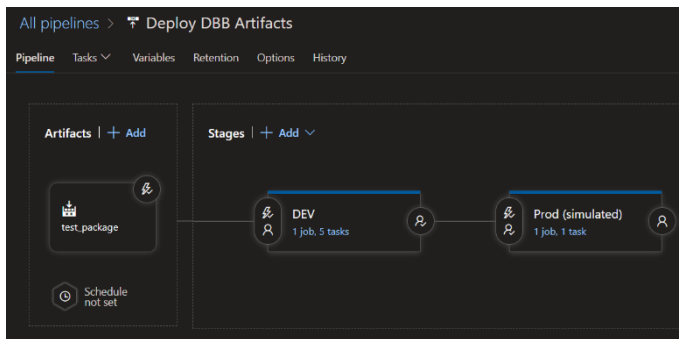 All pipelines > Deploy DBB Artifacts
Pipeline Tasks Variables Retention Options History
Artifacts | + Add
Stages | + Add
test_package
Schedule
not set
DEV
1 job, 5 tasks
Prod (simulated)
1 job, 1 task